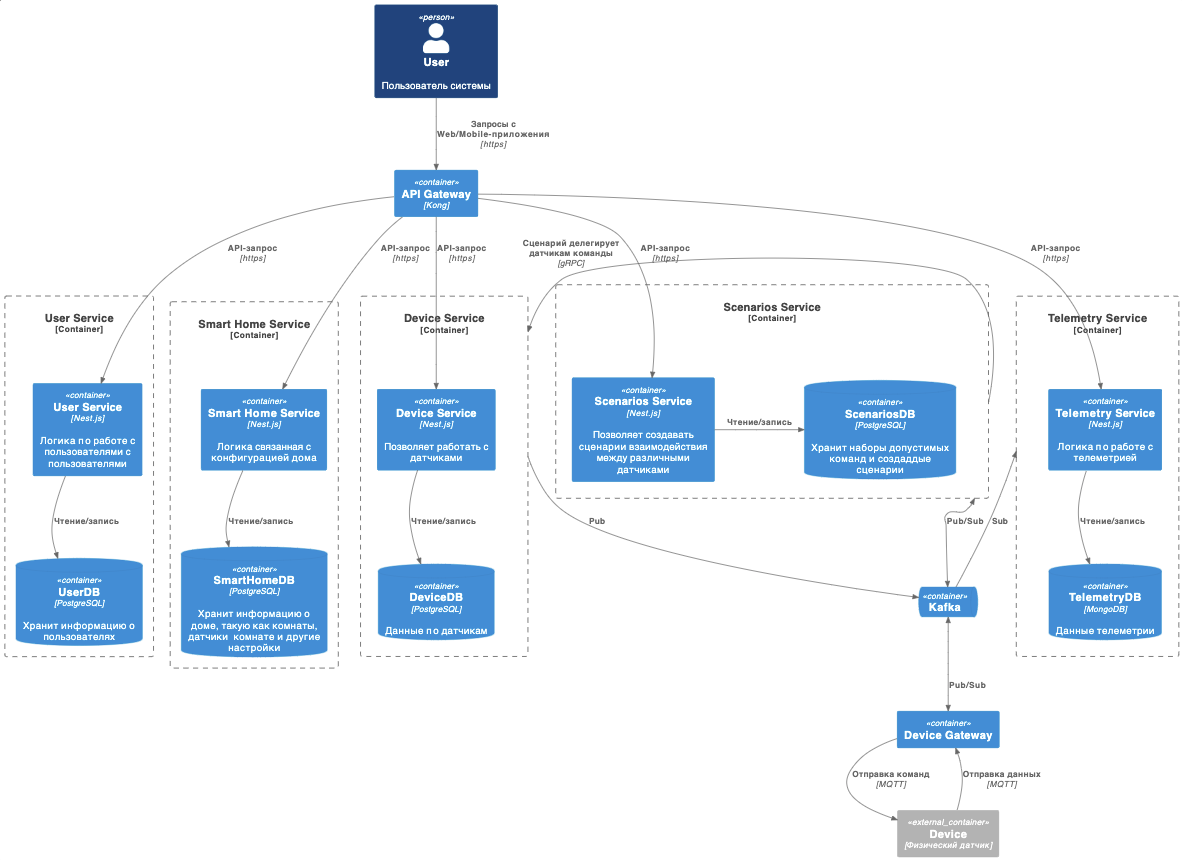 «person»
User
Пользователь системы
Запросы с
Web/Mobile-приложения
[https]
«container»
API Gateway
[Kong]
API-запрос
[https]
API-запрос
[https]
API-запрос
[https]
Сценарий делегирует
датчикам команды
[gRPC]
API-запрос
[https]
API-запрос
[https]
User Service
[Container]
«container»
User Service
[Nest.js]
Логика по работе с
пользователями с
пользователями
Чтение/запись
«container»
UserDB
[PostgreSQL]
Хранит информацию о
пользователях
Smart Home Service
[Container]
«container»
Smart Home Service
[Nest.js]
Логика связанная с
конфигурацией дома
Чтение/запись
«container»
SmartHomeDB
[PostgreSQL]
Хранит информацию о
доме, такую как комнаты,
датчики комнате и другие
настройки
Device Service
[Container]
«container»
Device Service
[Nest.js]
Позволяет работать с
датчиками
Чтение/запись
«container»
DeviceDB
[PostgreSQL]
Данные по датчикам
Scenarios Service
[Container]
«container»
Scenarios Service
[Nest.js]
Позволяет создавать
сценарии взаимодействия
между различными
датчиками
Чтение/запись
«container»
ScenariosDB
[PostgreSQL]
Хранит наборы допустимых
команд и создаддые
сценарии
Telemetry Service
[Container]
«container»
Telemetry Service
[Nest.js]
Логика по работе с
телеметрией
Чтение/запись
«container»
TelemetryDB
[MongoDB]
Данные телеметрии
Pub
Pub/Sub
Sub
«container»
Kafka
Pub/Sub
«container»
Device Gateway
Отправка команд
[MQTT]
Отправка данных
[MQTT]
«external_container»
Device
[Физический датчик]